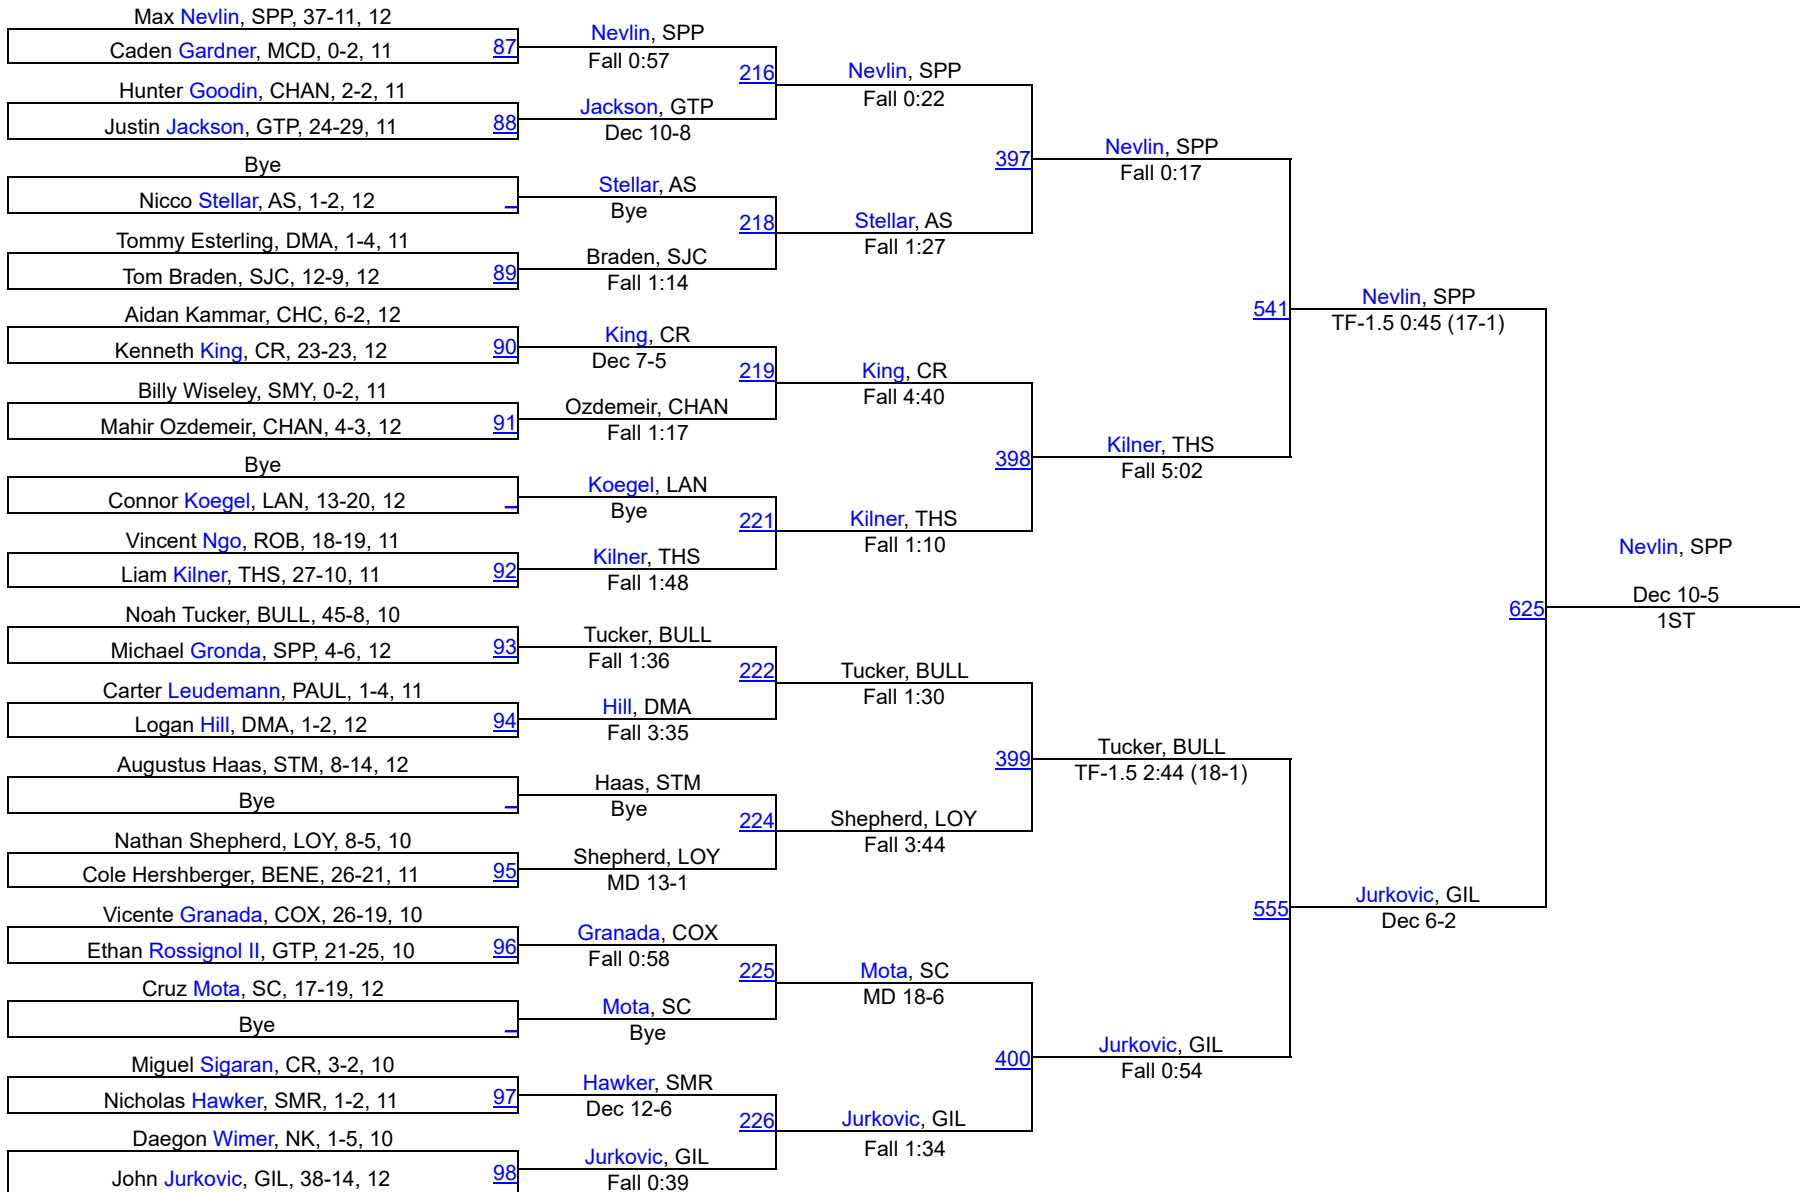 Max Nevlin, SPP, 37-11, 12
Caden Gardner, MCD, 0-2, 11
87
Hunter Goodin, CHAN, 2-2, 11
Justin Jackson, GTP, 24-29, 11
88
Bye
Nicco Stellar, AS, 1-2, 12
Tommy Esterling, DMA, 1-4, 11
Tom Braden, SJC, 12-9, 12
89
Aidan Kammar, CHC, 6-2, 12
Kenneth King, CR, 23-23, 12
90
Billy Wiseley, SMY, 0-2, 11
Mahir Ozdemeir, CHAN, 4-3, 12
91
Bye
Connor Koegel, LAN, 13-20, 12
Vincent Ngo, ROB, 18-19, 11
Liam Kilner, THS, 27-10, 11
92
Noah Tucker, BULL, 45-8, 10
Michael Gronda, SPP, 4-6, 12
93
Carter Leudemann, PAUL, 1-4, 11
Logan Hill, DMA, 1-2, 12
94
Augustus Haas, STM, 8-14, 12
Bye
Nathan Shepherd, LOY, 8-5, 10
Cole Hershberger, BENE, 26-21, 11
95
Vicente Granada, COX, 26-19, 10
Ethan Rossignol II, GTP, 21-25, 10
96
Cruz Mota, SC, 17-19, 12
Bye
Miguel Sigaran, CR, 3-2, 10
Nicholas Hawker, SMR, 1-2, 11
97
Daegon Wimer, NK, 1-5, 10
John Jurkovic, GIL, 38-14, 12
98
Nevlin, SPP
Fall 0:57
216
Jackson, GTP
Dec 10-8
Stellar, AS
Bye
218
Braden, SJC
Fall 1:14
King, CR
Dec 7-5
219
Ozdemeir, CHAN
Fall 1:17
Koegel, LAN
Bye
221
Kilner, THS
Fall 1:48
Tucker, BULL
Fall 1:36
222
Hill, DMA
Fall 3:35
Haas, STM
Bye
224
Shepherd, LOY
MD 13-1
Granada, COX
Fall 0:58
225
Mota, SC
Bye
Hawker, SMR
Dec 12-6
226
Jurkovic, GIL
Fall 0:39
Nevlin, SPP
Fall 0:22
397
Stellar, AS
Fall 1:27
King, CR
Fall 4:40
398
Kilner, THS
Fall 1:10
Tucker, BULL
Fall 1:30
399
Shepherd, LOY
Fall 3:44
Mota, SC
MD 18-6
400
Jurkovic, GIL
Fall 1:34
Nevlin, SPP
Fall 0:17
541
Kilner, THS
Fall 5:02
Tucker, BULL
TF-1.5 2:44 (18-1)
555
Jurkovic, GIL
Fall 0:54
Nevlin, SPP
TF-1.5 0:45 (17-1)
625
Jurkovic, GIL
Dec 6-2
Nevlin, SPP
Dec 10-5
1ST